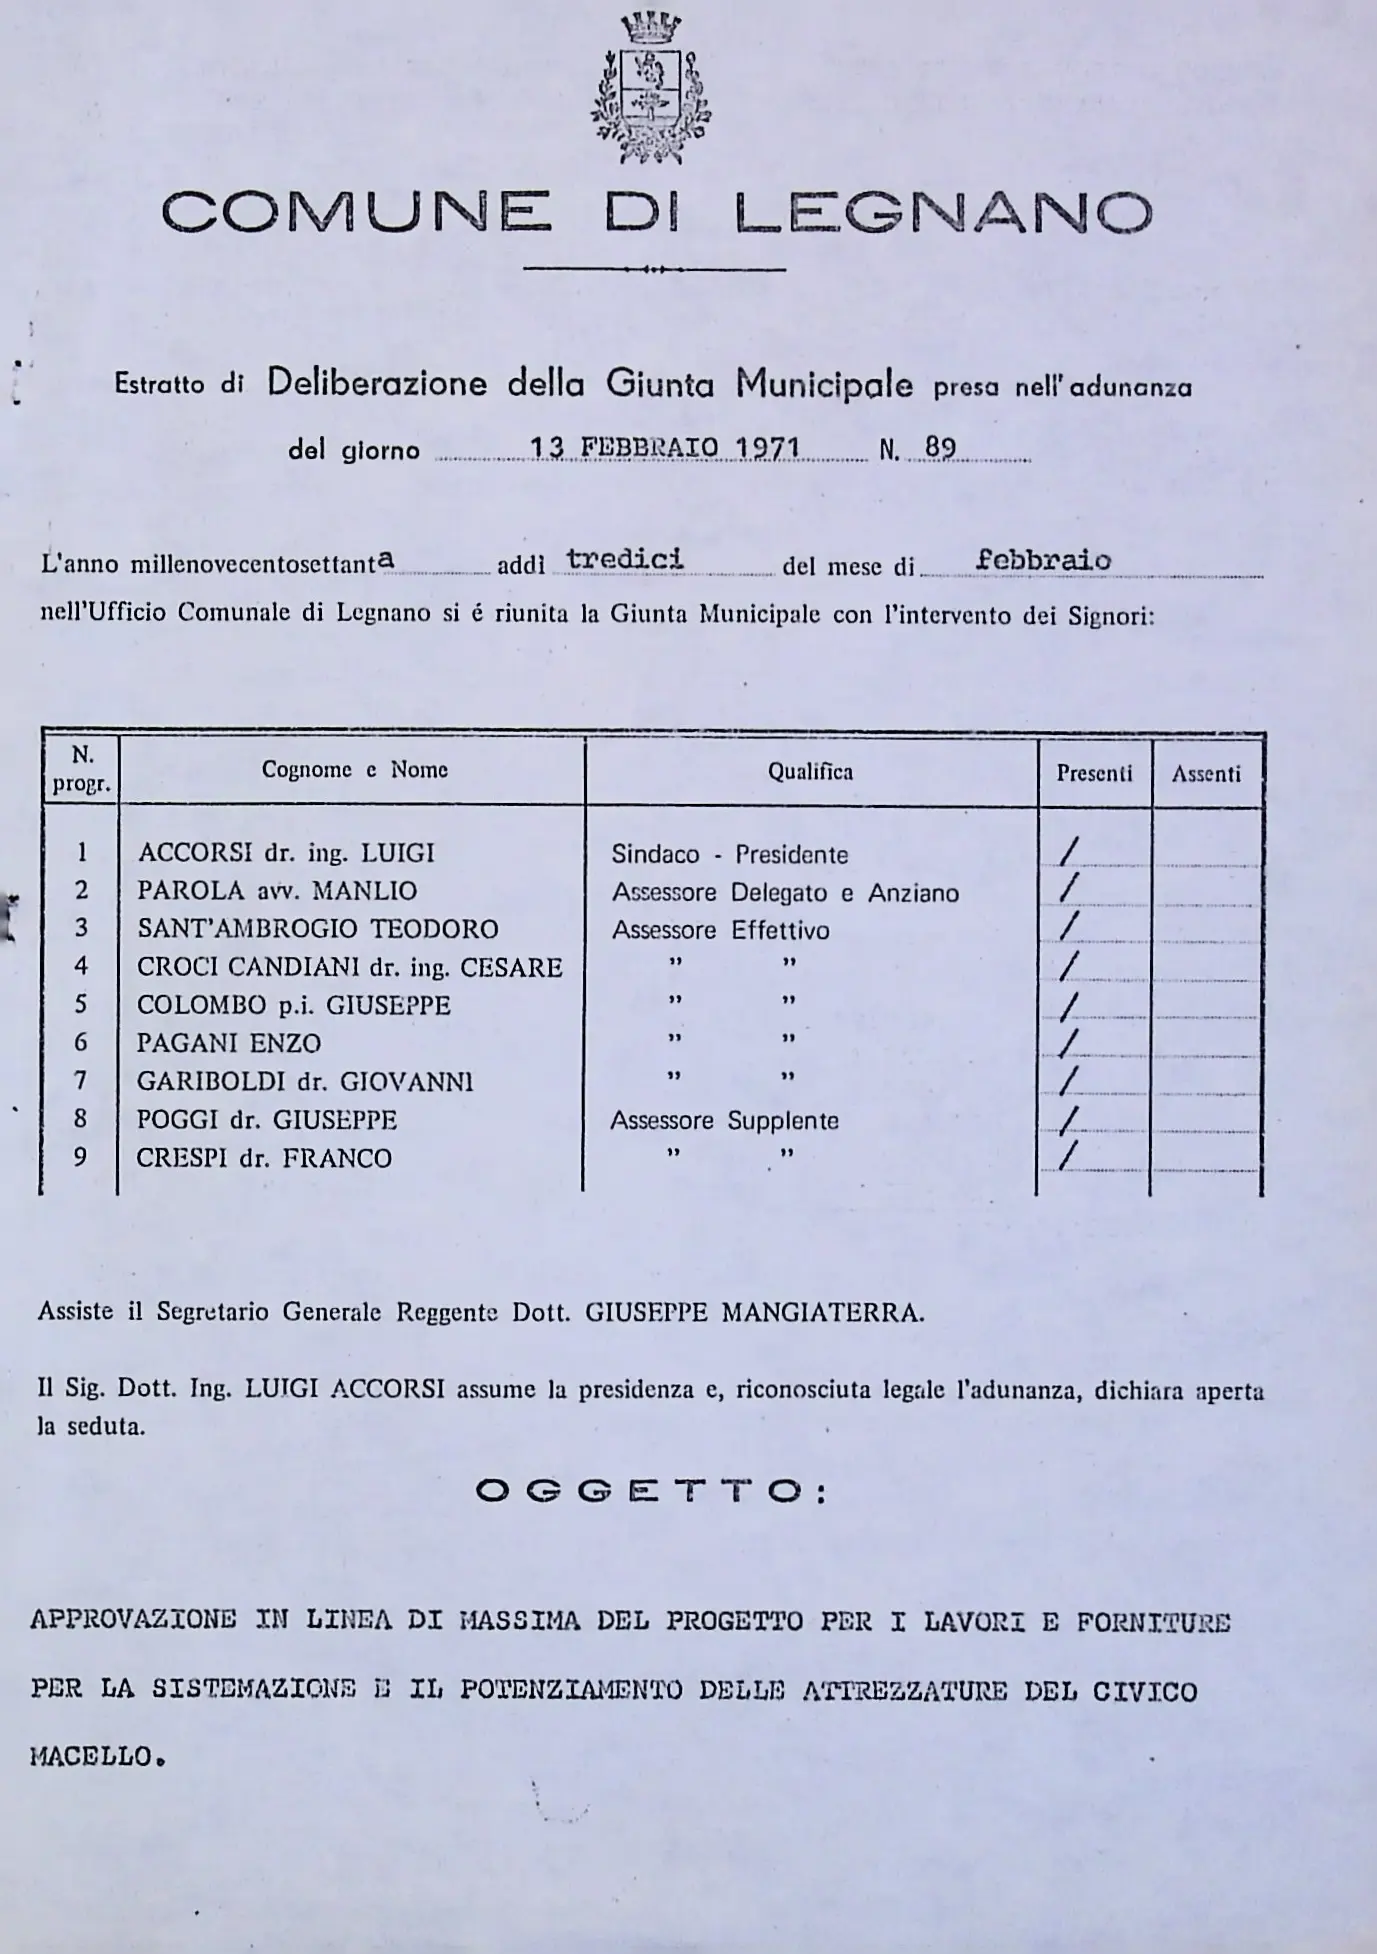 COMUNE DI LEGNANO
Estratto di Deliberazione della Giunta Municipale presa nell' adunanza
del giorno 13 FEBBRAIO 1971 N. 89
L'anno millenovecentosettanta addì tredici del mese di febbraio
nell'Ufficio Comunale di Legnano si é riunita la Giunta Municipale con l'intervento dei Signori:
N. progr. Cognome e Nome Qualifica Presenti Assenti
1 ACCORSI dr. ing. LUIGI Sindaco - Presidente /
2 PAROLA avv. MANLIO Assessore Delegato e Anziano /
3 SANT'AMBROGIO TEODORO Assessore Effettivo /
4 CROCI CANDIANI dr. ing. CESARE " " /
5 COLOMBO p.i. GIUSEPPE " " /
6 PAGANI ENZO " " /
7 GARIBOLDI dr. GIOVANNI " " /
8 POGGI dr. GIUSEPPE Assessore Supplente /
9 CRESPI dr. FRANCO " " /
Assiste il Segretario Generale Reggente Dott. GIUSEPPE MANGIATERRA.
Il Sig. Dott. Ing. LUIGI ACCORSI assume la presidenza e, riconosciuta legale l'adunanza, dichiara aperta
la seduta.
OGGETTO:
APPROVAZIONE IN LINEA DI MASSIMA DEL PROGETTO PER I LAVORI E FORNITURE
PER LA SISTEMAZIONE E IL POTENZIAMENTO DELLE ATTREZZATURE DEL CIVICO
MACELLO.